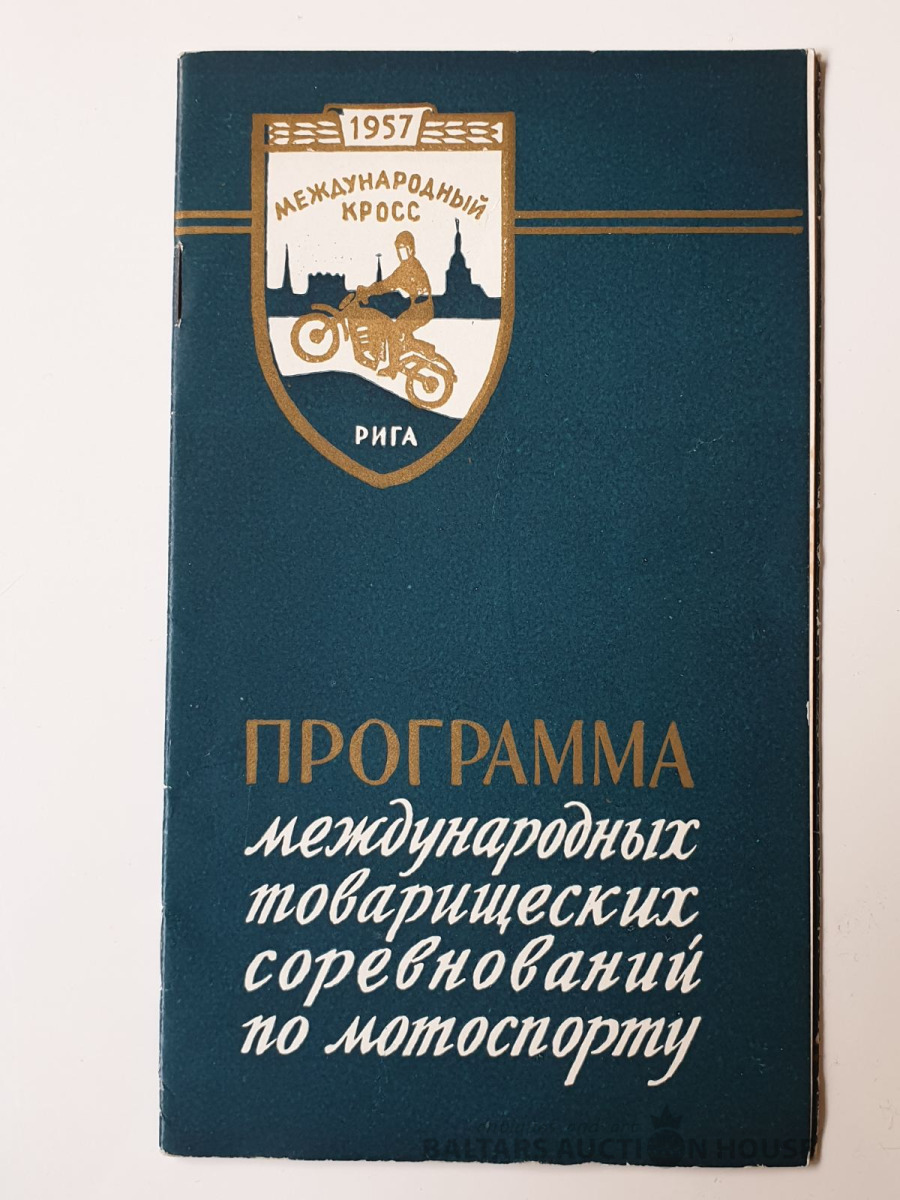 1957
МЕЖДУНАРОДНЫЙ
КРОСС
РИГА
ПРОГРАММА
международных
товарищеских
соревнований
по мотоспорту
BALTARS AUCTION HOUSE